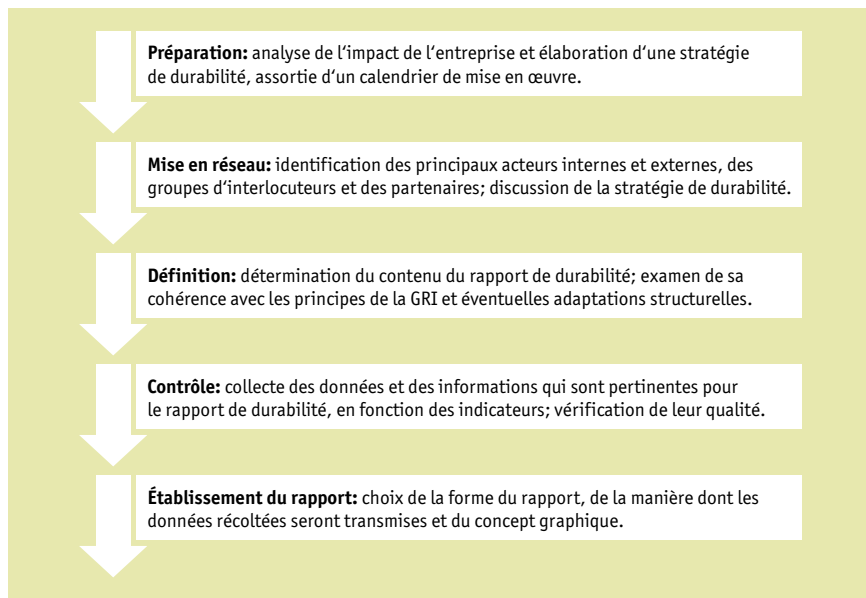 Préparation: analyse de l‘impact de l‘entreprise et élaboration d‘une stratégie
de durabilité, assortie d‘un calendrier de mise en œuvre.
Mise en réseau: identification des principaux acteurs internes et externes, des
groupes d‘interlocuteurs et des partenaires; discussion de la stratégie de durabilité.
Définition: détermination du contenu du rapport de durabilité; examen de sa
cohérence avec les principes de la GRI et éventuelles adaptations structurelles.
Contrôle: collecte des données et des informations qui sont pertinentes pour
le rapport de durabilité, en fonction des indicateurs; vérification de leur qualité.
Établissement du rapport: choix de la forme du rapport, de la manière dont les
données récoltées seront transmises et du concept graphique.